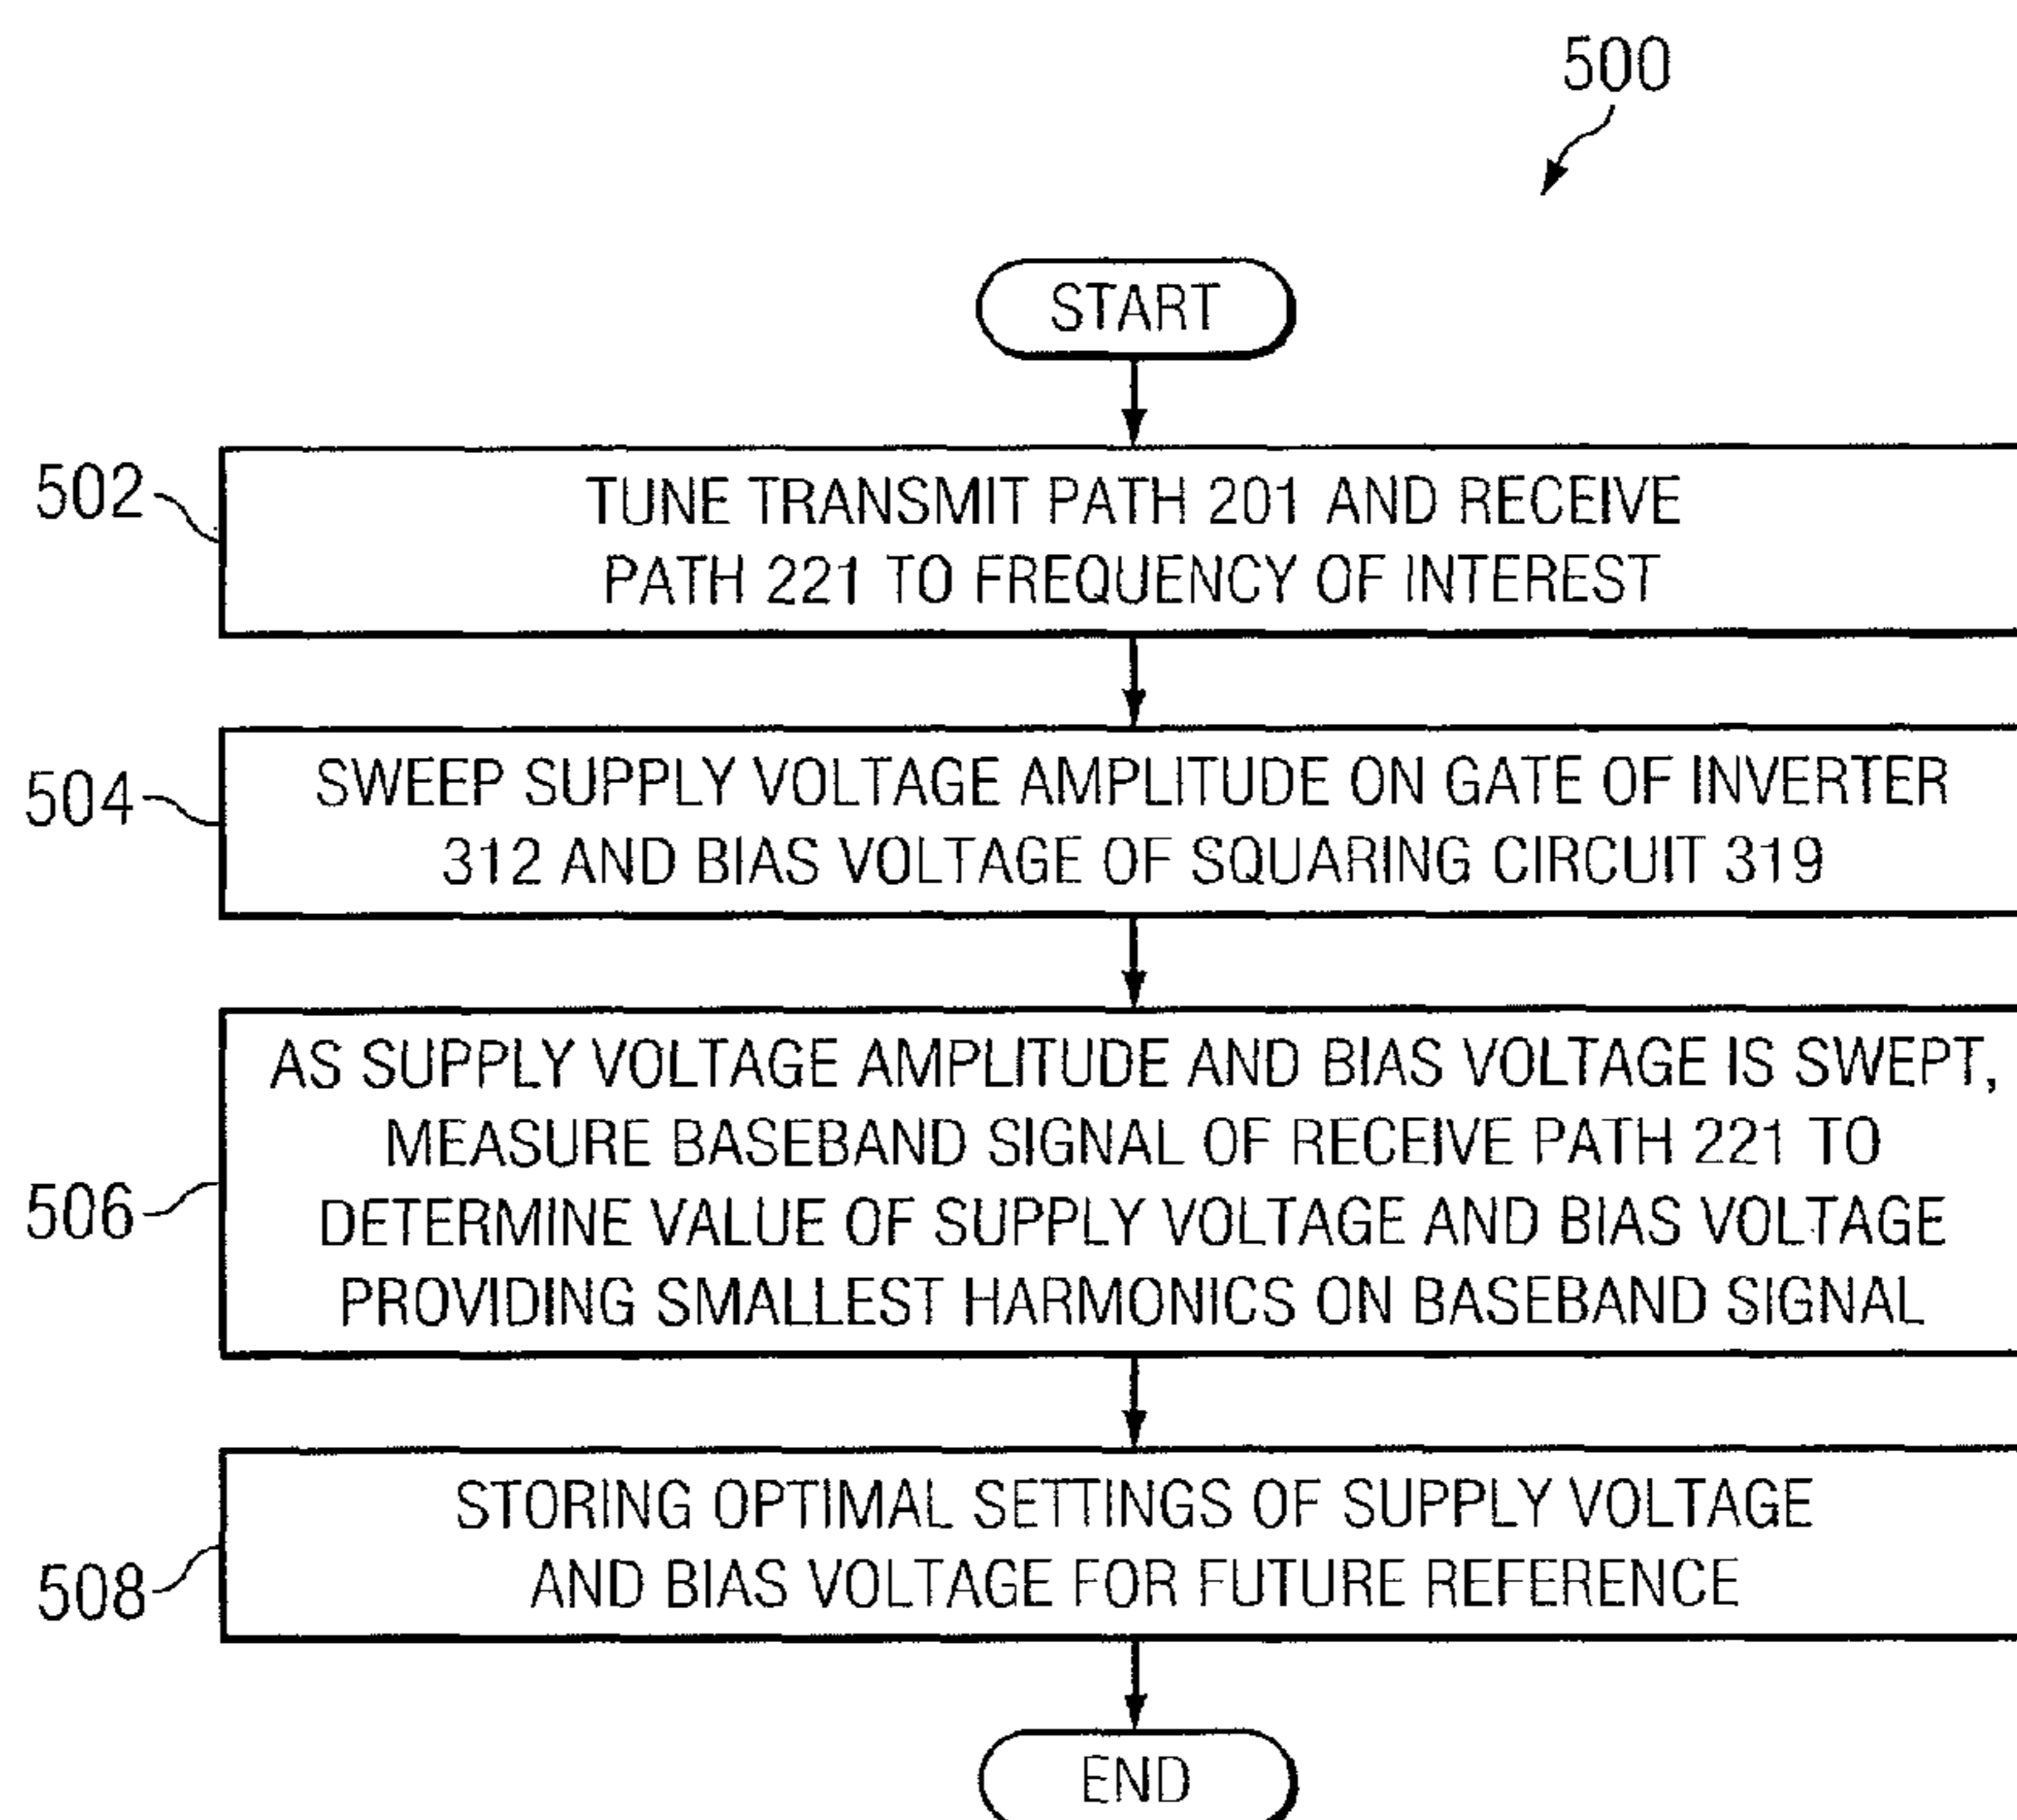 500
START
502
TUNE TRANSMIT PATH 201 AND RECEIVE
PATH 221 TO FREQUENCY OF INTEREST
504
SWEEP SUPPLY VOLTAGE AMPLITUDE ON GATE OF INVERTER
312 AND BIAS VOLTAGE OF SQUARING CIRCUIT 319
506
AS SUPPLY VOLTAGE AMPLITUDE AND BIAS VOLTAGE IS SWEPT,
MEASURE BASEBAND SIGNAL OF RECEIVE PATH 221 TO
DETERMINE VALUE OF SUPPLY VOLTAGE AND BIAS VOLTAGE
PROVIDING SMALLEST HARMONICS ON BASEBAND SIGNAL
508
STORING OPTIMAL SETTINGS OF SUPPLY VOLTAGE
AND BIAS VOLTAGE FOR FUTURE REFERENCE
END